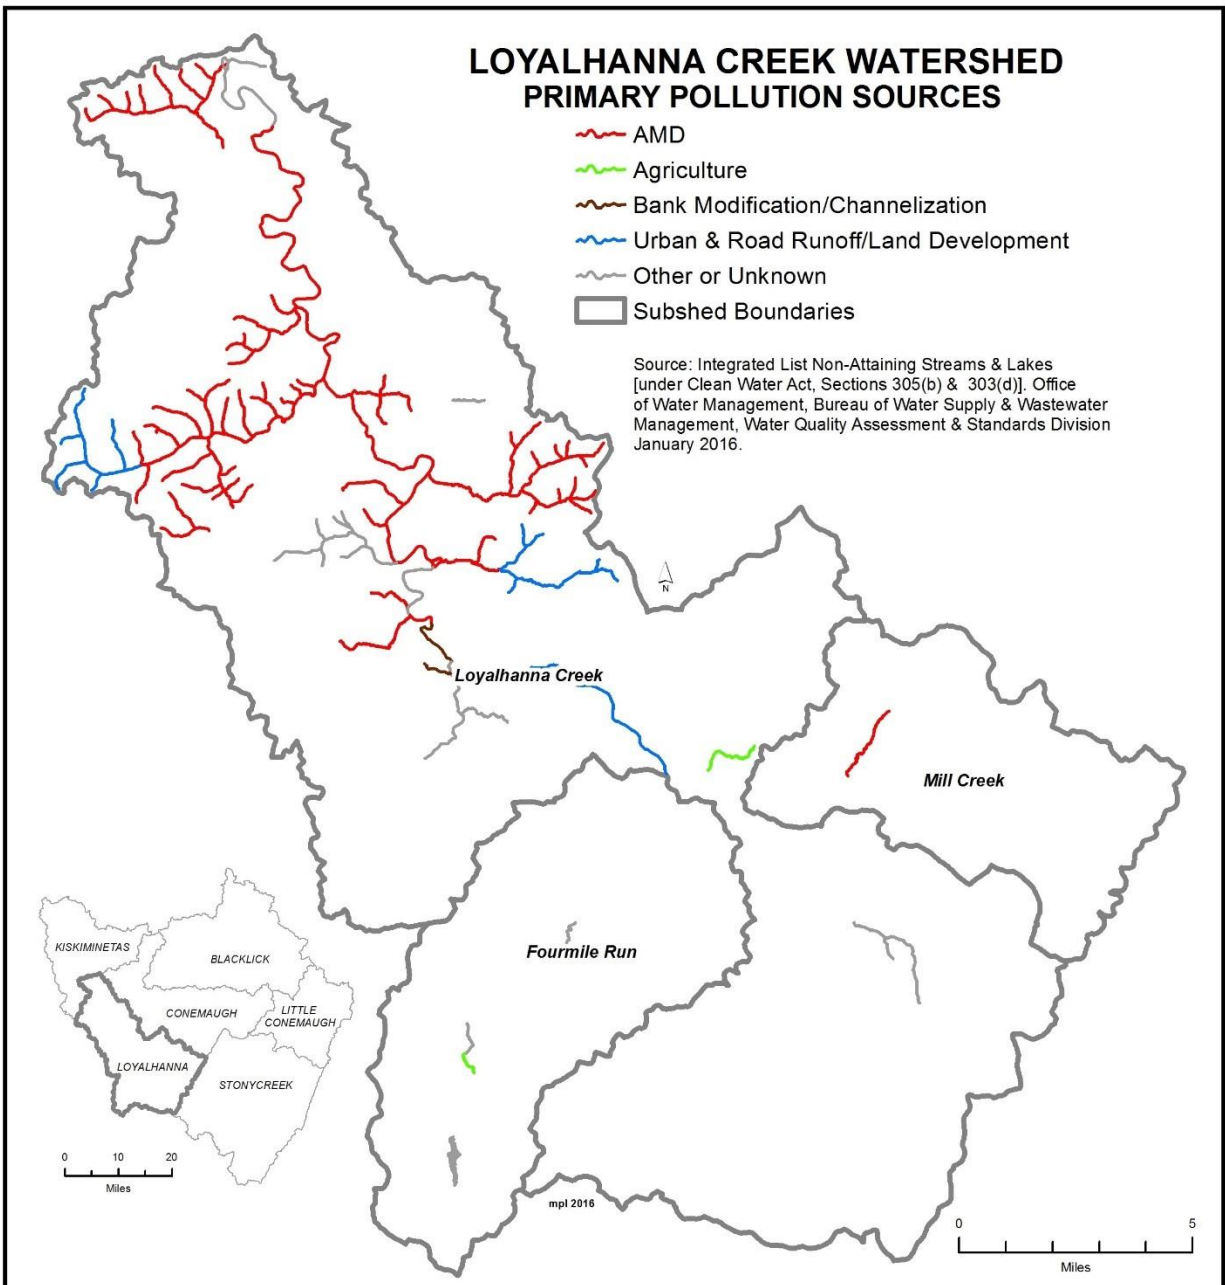 LOYALHANNA CREEK WATERSHED
PRIMARY POLLUTION SOURCES
AMD
Agriculture
Bank Modification/Channelization
Urban & Road Runoff/Land Development
Other or Unknown
Subshed Boundaries
Source: Integrated List Non-Attaining Streams & Lakes
[under Clean Water Act, Sections 305(b) & 303(d)]. Office
of Water Management, Bureau of Water Supply & Wastewater
Management, Water Quality Assessment & Standards Division
January 2016.
N
Loyalhanna Creek
Mill Creek
Fourmile Run
KISKIMINETAS
BLACKLICK
CONEMAUGH
LITTLE
CONEMAUGH
LOYALHANNA
STONYCREEK
0 10 20
Miles
mpl 2016
0 5
Miles